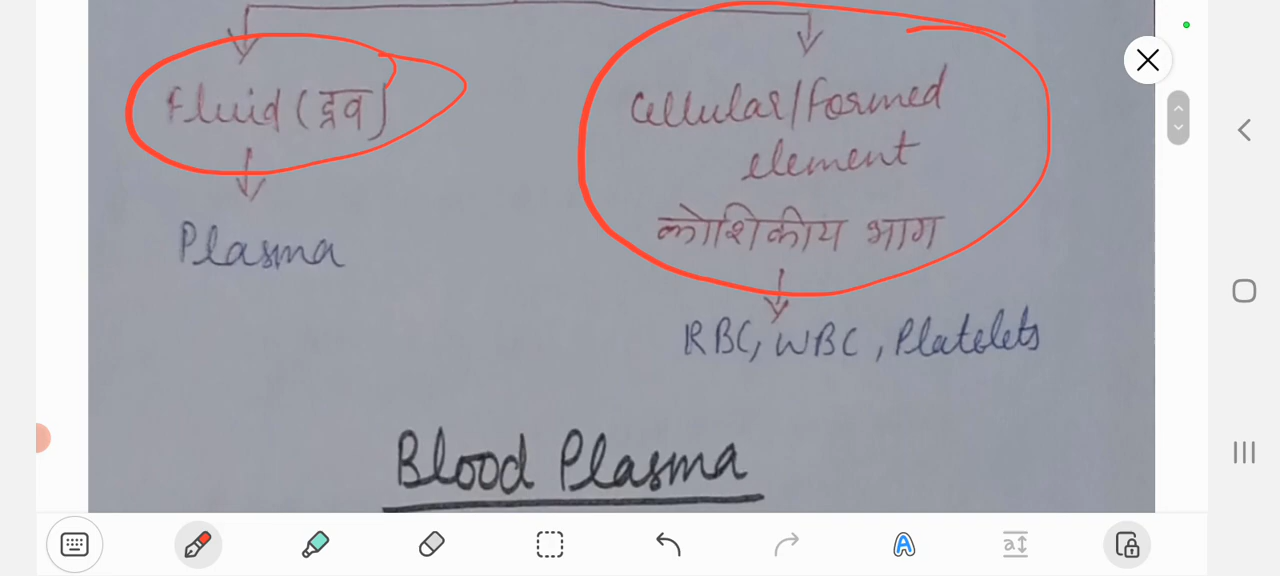 Fluid (द्रव)
Plasma
Cellular/Formed
element
कोशिकीय भाग
RBC, WBC, Platelets
Blood Plasma